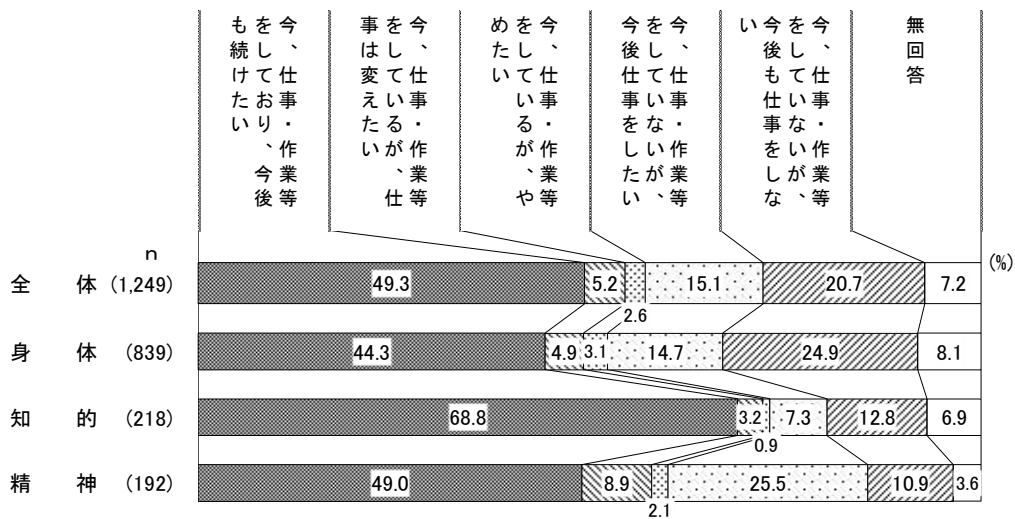 今、仕事・作業等
をしており、今後
も続けたい
今、仕事・作業等
をしているが、仕
事は変えたい
今、仕事・作業等
をしているが、や
めたい
今、仕事・作業等
をしていないが、
今後仕事をしたい
今、仕事・作業等
をしていないが、
今後も仕事をしな
い
無回答
n
(%)
全体 (1,249) 49.3 5.2 2.6 15.1 20.7 7.2
身体 (839) 44.3 4.9 3.1 14.7 24.9 8.1
知的 (218) 68.8 3.2 0.9 7.3 12.8 6.9
精神 (192) 49.0 8.9 2.1 25.5 10.9 3.6